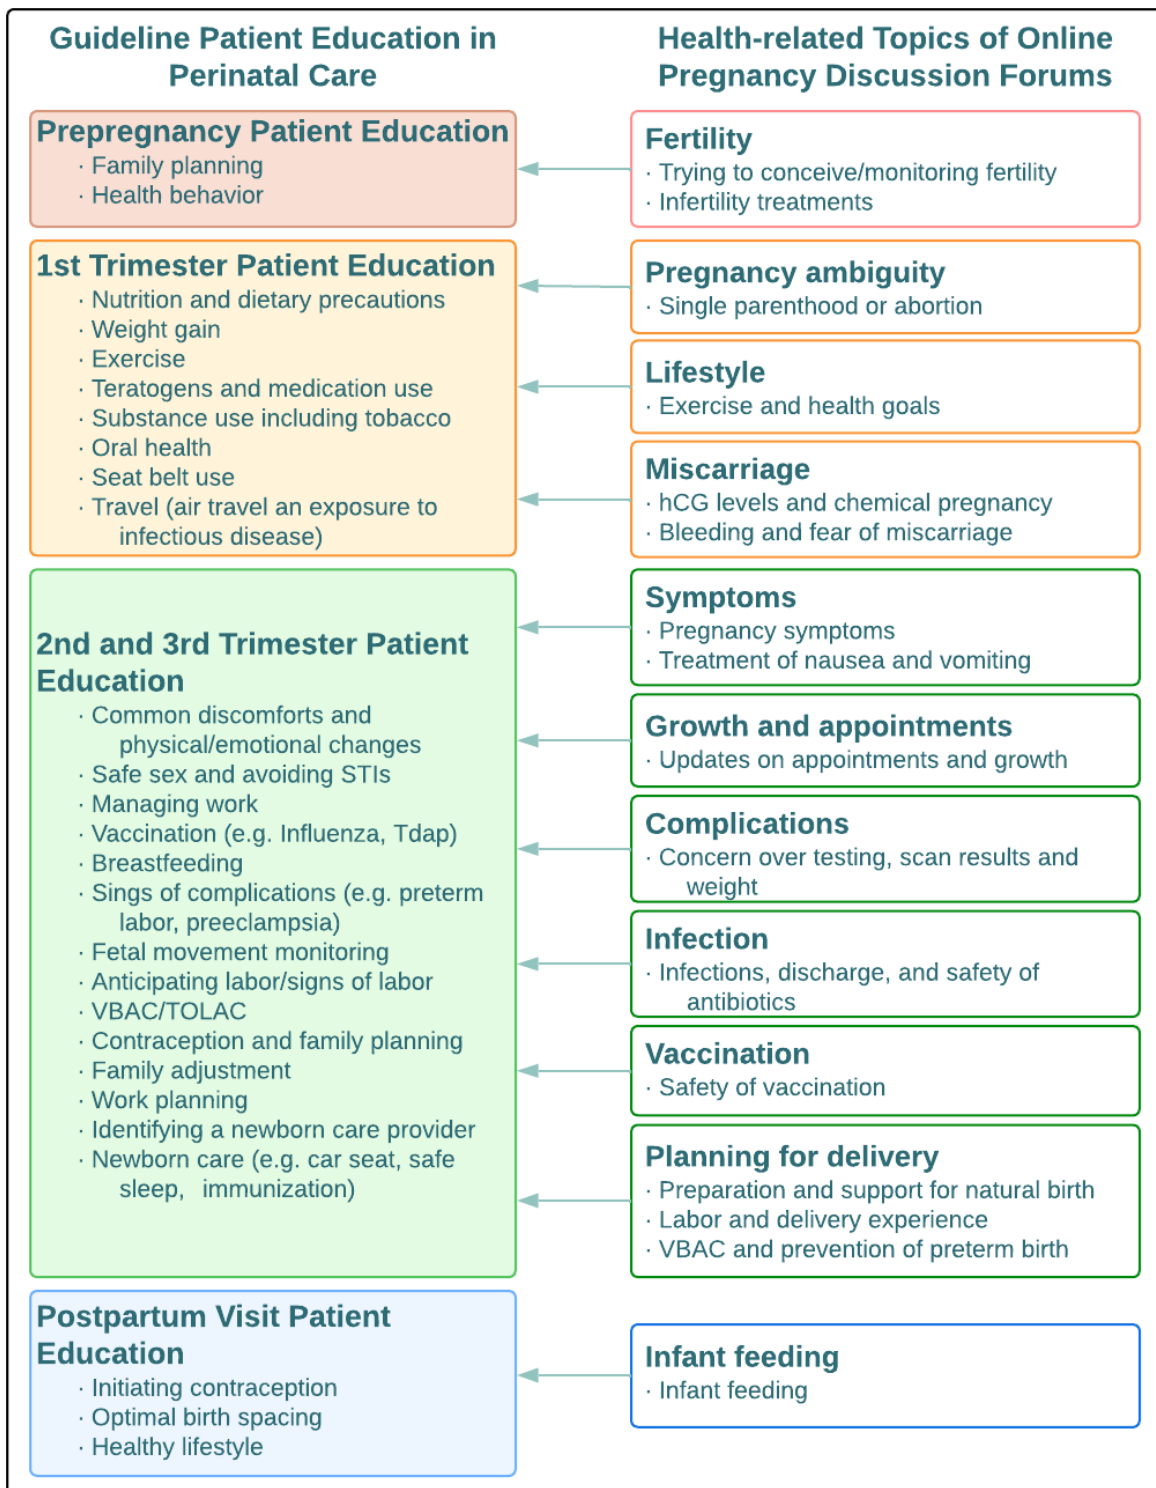 Guideline Patient Education in
Perinatal Care
Prepregnancy Patient Education
· Family planning
· Health behavior
1st Trimester Patient Education
· Nutrition and dietary precautions
· Weight gain
· Exercise
· Teratogens and medication use
· Substance use including tobacco
· Oral health
· Seat belt use
· Travel (air travel an exposure to
infectious disease)
2nd and 3rd Trimester Patient
Education
· Common discomforts and
physical/emotional changes
· Safe sex and avoiding STIs
· Managing work
· Vaccination (e.g. Influenza, Tdap)
· Breastfeeding
· Sings of complications (e.g. preterm
labor, preeclampsia)
· Fetal movement monitoring
· Anticipating labor/signs of labor
· VBAC/TOLAC
· Contraception and family planning
· Family adjustment
· Work planning
· Identifying a newborn care provider
· Newborn care (e.g. car seat, safe
sleep, immunization)
Postpartum Visit Patient
Education
· Initiating contraception
· Optimal birth spacing
· Healthy lifestyle
Health-related Topics of Online
Pregnancy Discussion Forums
Fertility
· Trying to conceive/monitoring fertility
· Infertility treatments
Pregnancy ambiguity
· Single parenthood or abortion
Lifestyle
· Exercise and health goals
Miscarriage
· hCG levels and chemical pregnancy
· Bleeding and fear of miscarriage
Symptoms
· Pregnancy symptoms
· Treatment of nausea and vomiting
Growth and appointments
· Updates on appointments and growth
Complications
· Concern over testing, scan results and
weight
Infection
· Infections, discharge, and safety of
antibiotics
Vaccination
· Safety of vaccination
Planning for delivery
· Preparation and support for natural birth
· Labor and delivery experience
· VBAC and prevention of preterm birth
Infant feeding
· Infant feeding